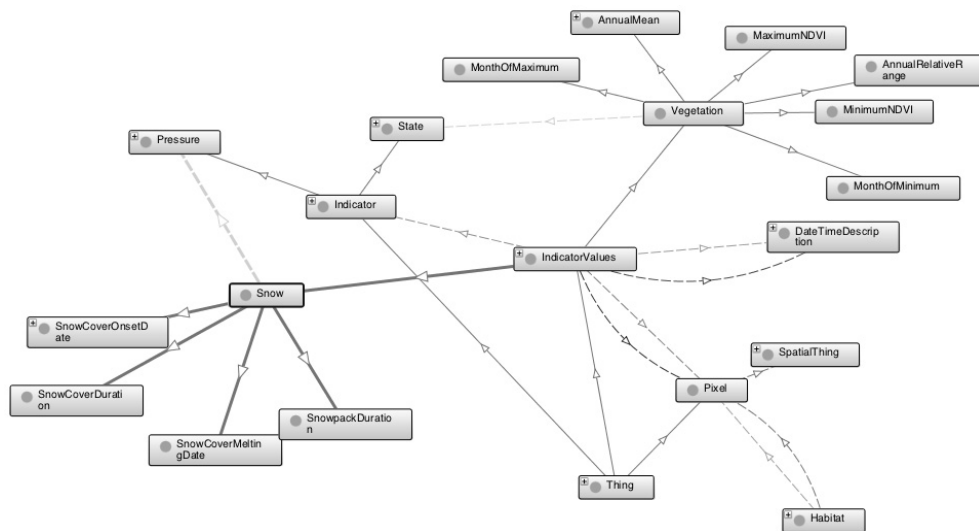 AnnualMean
MaximumNDVI
MonthOfMaximum
AnnualRelativeR
ange
Vegetation
MinimumNDVI
State
Pressure
MonthOfMinimum
Indicator
DateTimeDescrip
tion
IndicatorValues
Snow
SnowCoverOnsetD
ate
SpatialThing
SnowCoverDurati
on
Pixel
SnowpackDuratio
n
SnowCoverMeltin
gDate
Thing
Habitat